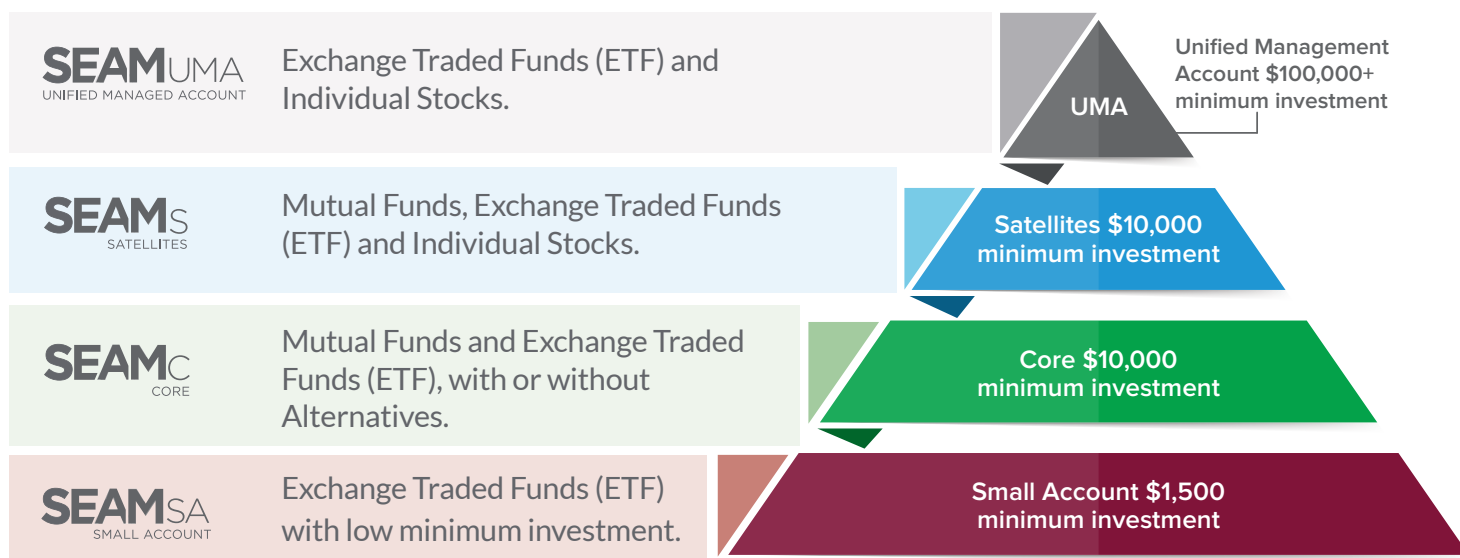 SEAMUMA
UNIFIED MANAGED ACCOUNT
Exchange Traded Funds (ETF) and
Individual Stocks.
UMA
Unified Management
Account $100,000+
minimum investment
SEAMS
SATELLITES
Mutual Funds, Exchange Traded Funds
(ETF) and Individual Stocks.
Satellites $10,000
minimum investment
SEAMC
CORE
Mutual Funds and Exchange Traded
Funds (ETF), with or without
Alternatives.
Core $10,000
minimum investment
SEAMSA
SMALL ACCOUNT
Exchange Traded Funds (ETF)
with low minimum investment.
Small Account $1,500
minimum investment